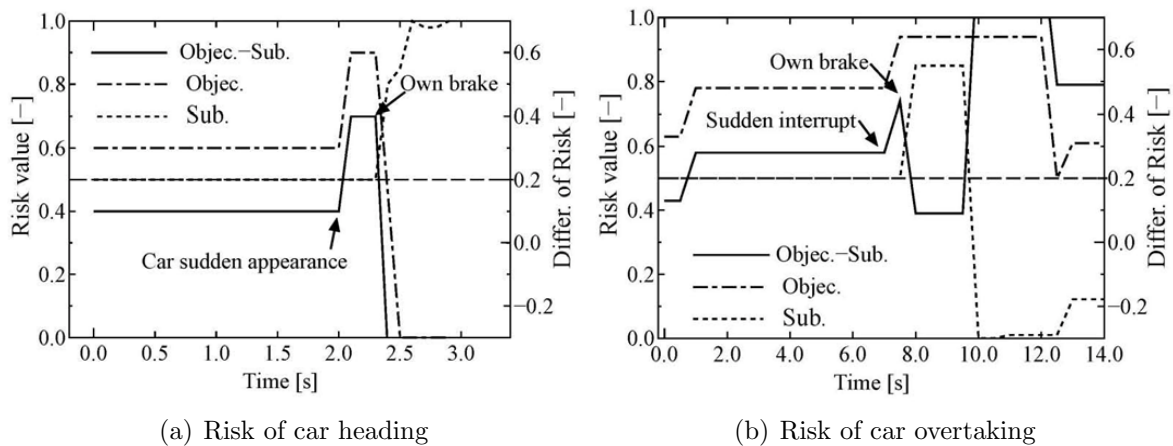 1.0
0.8
0.6
0.4
0.2
0.0
Risk value [−]
Objec.−Sub.
Objec.
Sub.
Own brake
Car sudden appearance
0.6
0.4
0.2
0.0
−0.2
Differ. of Risk [−]
0.0 0.5 1.0 1.5 2.0 2.5 3.0
Time [s]
(a) Risk of car heading
1.0
0.8
0.6
0.4
0.2
0.0
Risk value [−]
Own brake
Sudden interrupt
Objec.−Sub.
Objec.
Sub.
0.6
0.4
0.2
0.0
−0.2
Differ. of Risk [−]
0.0 2.0 4.0 6.0 8.0 10.0 12.0 14.0
Time [s]
(b) Risk of car overtaking